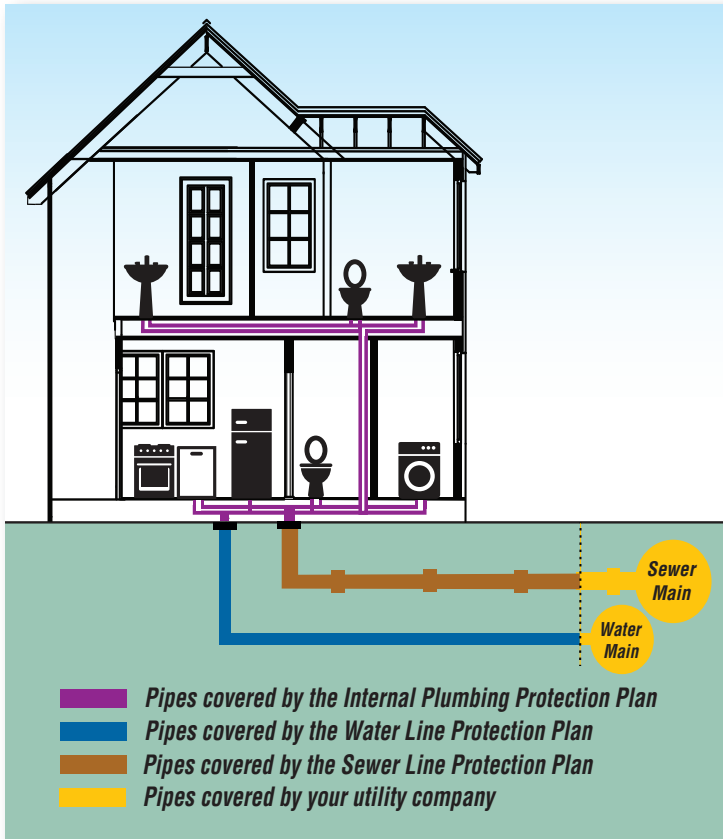 Sewer
Main
Water
Main
Pipes covered by the Internal Plumbing Protection Plan
Pipes covered by the Water Line Protection Plan
Pipes covered by the Sewer Line Protection Plan
Pipes covered by your utility company